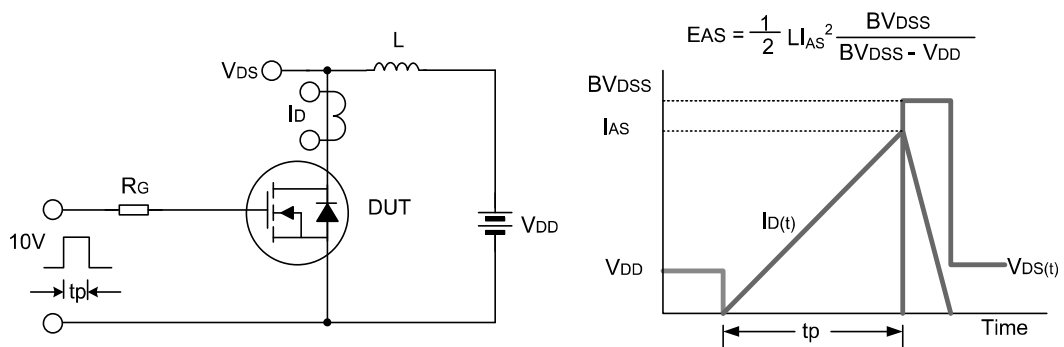 L
VDS
ID
RG
DUT
10V
VDD
tp
EAS = 1/2 LIAS² BVDSS / BVDSS - VDD
BVDSS
IAS
ID(t)
VDD
VDS(t)
tp
Time